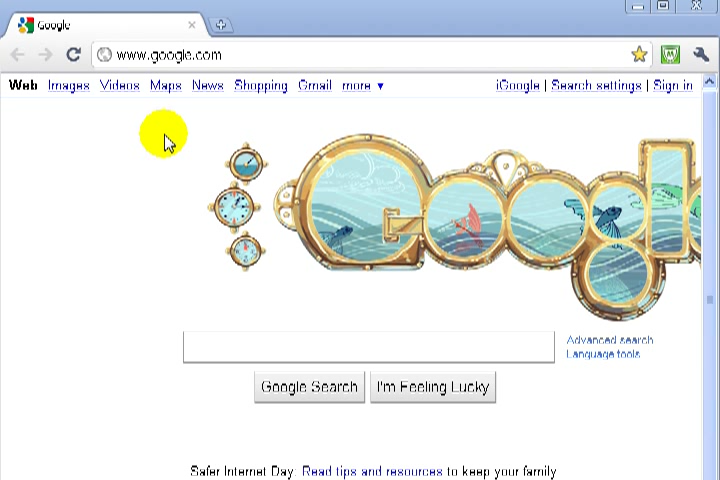 Google
www.google.com
Web Images Videos Maps News Shopping Gmail more ▼ iGoogle | Search settings | Sign in
Googl
Advanced search
Language tools
Google Search I'm Feeling Lucky
Safer Internet Day: Read tips and resources to keep your family